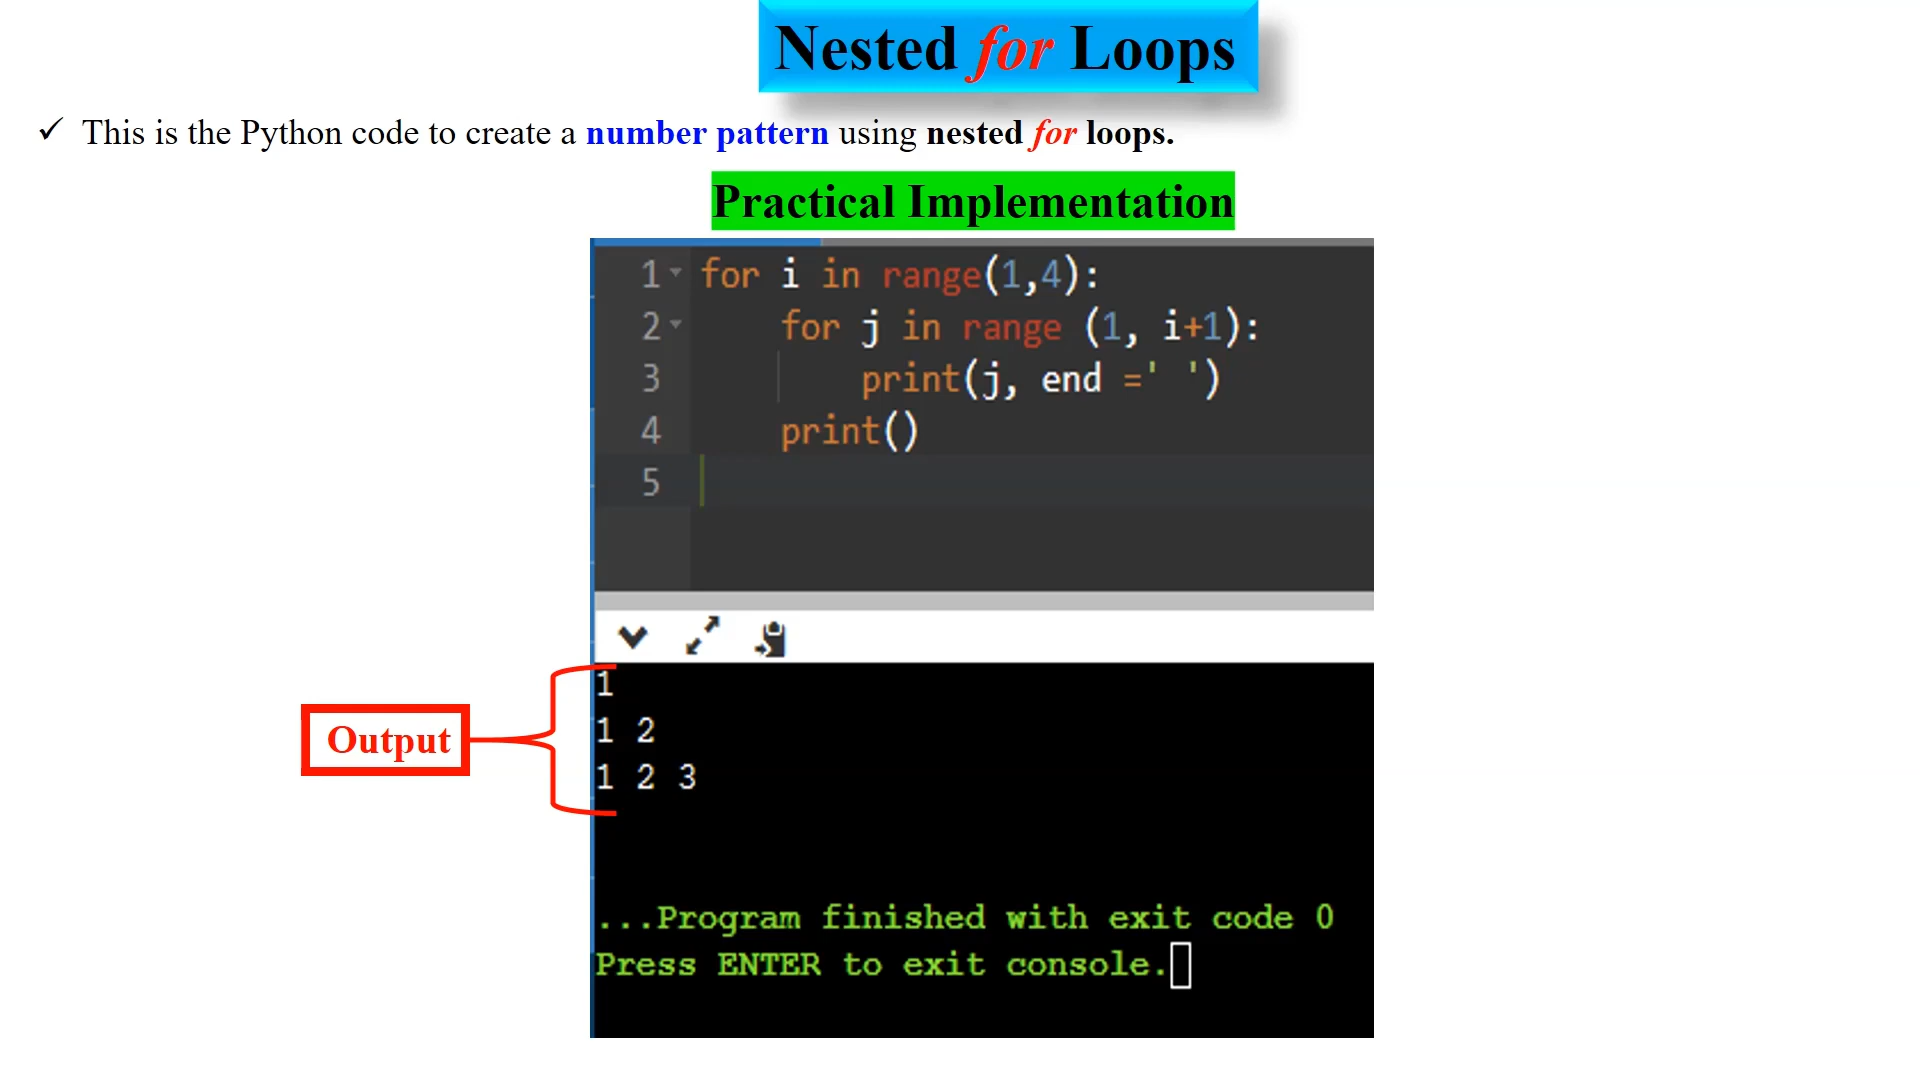 Nested for Loops
✓ This is the Python code to create a number pattern using nested for loops.
Practical Implementation
1 for i in range(1,4):
2     for j in range (1, i+1):
3         print(j, end =' ')
4     print()
5
Output
1
1 2
1 2 3
...Program finished with exit code 0
Press ENTER to exit console.